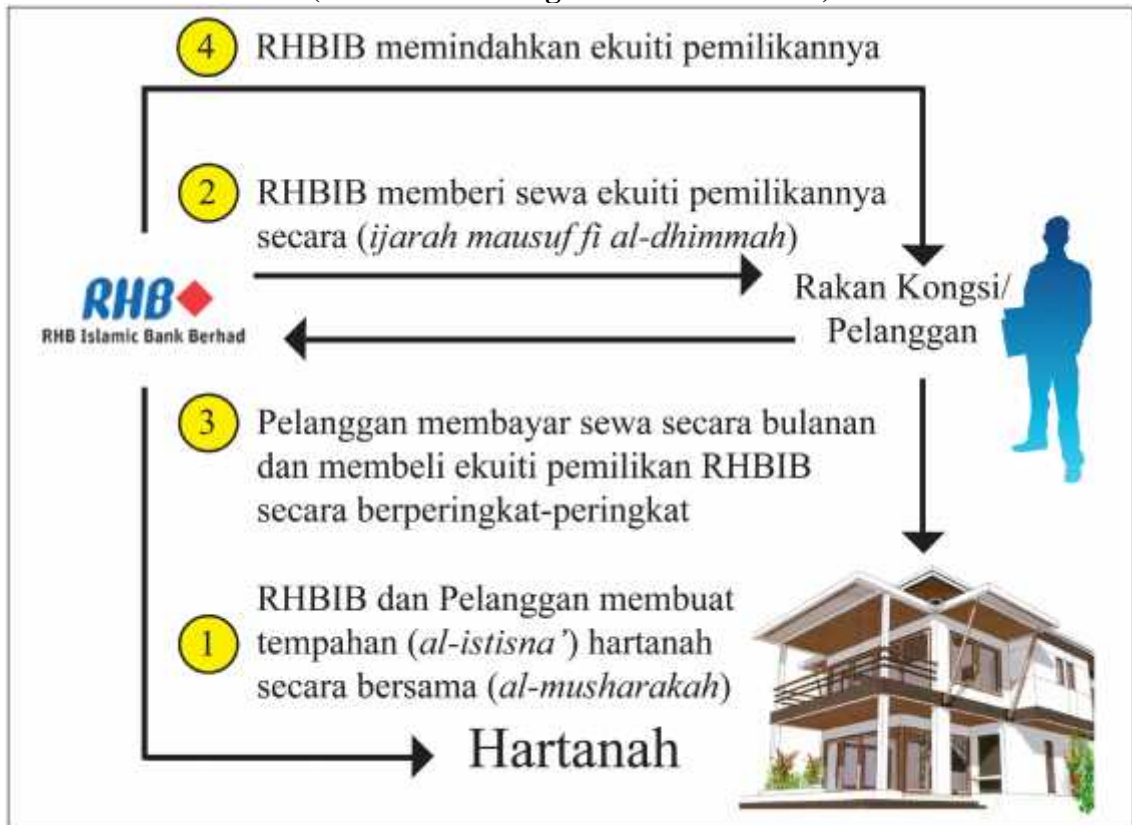 4 RHBIB memindahkan ekuiti pemilikannya
2 RHBIB memberi sewa ekuiti pemilikannya
secara (ijarah mausuf fi al-dhimmah)
RHB
RHB Islamic Bank Berhad
Rakan Kongsi/
Pelanggan
3 Pelanggan membayar sewa secara bulanan
dan membeli ekuiti pemilikan RHBIB
secara berperingkat-peringkat
1 RHBIB dan Pelanggan membuat
tempahan (al-istisna’) hartanah
secara bersama (al-musharakah)
Hartanah